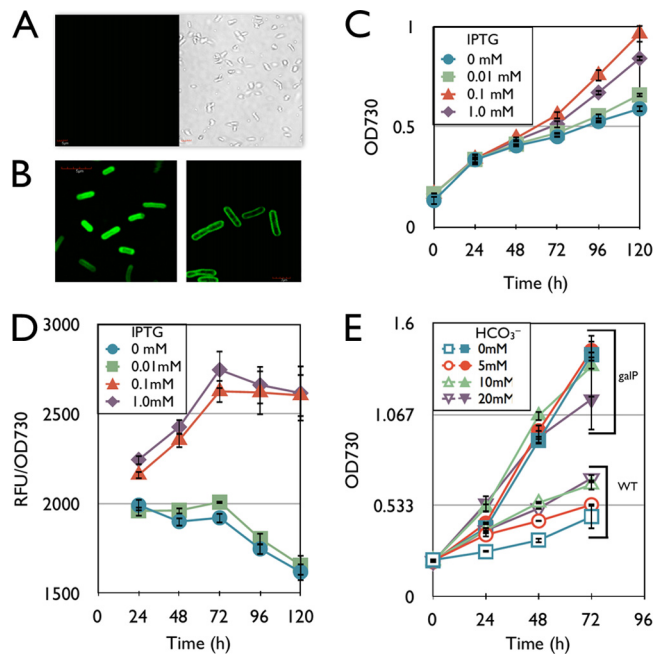 A
B
C
OD730
1
0.5
0
IPTG
0 mM
0.01 mM
0.1 mM
1.0 mM
0 24 48 72 96 120
Time (h)
D
RFU/OD730
3000
2500
2000
1500
IPTG
0 mM
0.01mM
0.1mM
1.0mM
0 24 48 72 96 120
Time (h)
E
OD730
1.6
1.067
0.533
0
HCO₃⁻
0mM
5mM
10mM
20mM
galP
WT
0 24 48 72 96
Time (h)